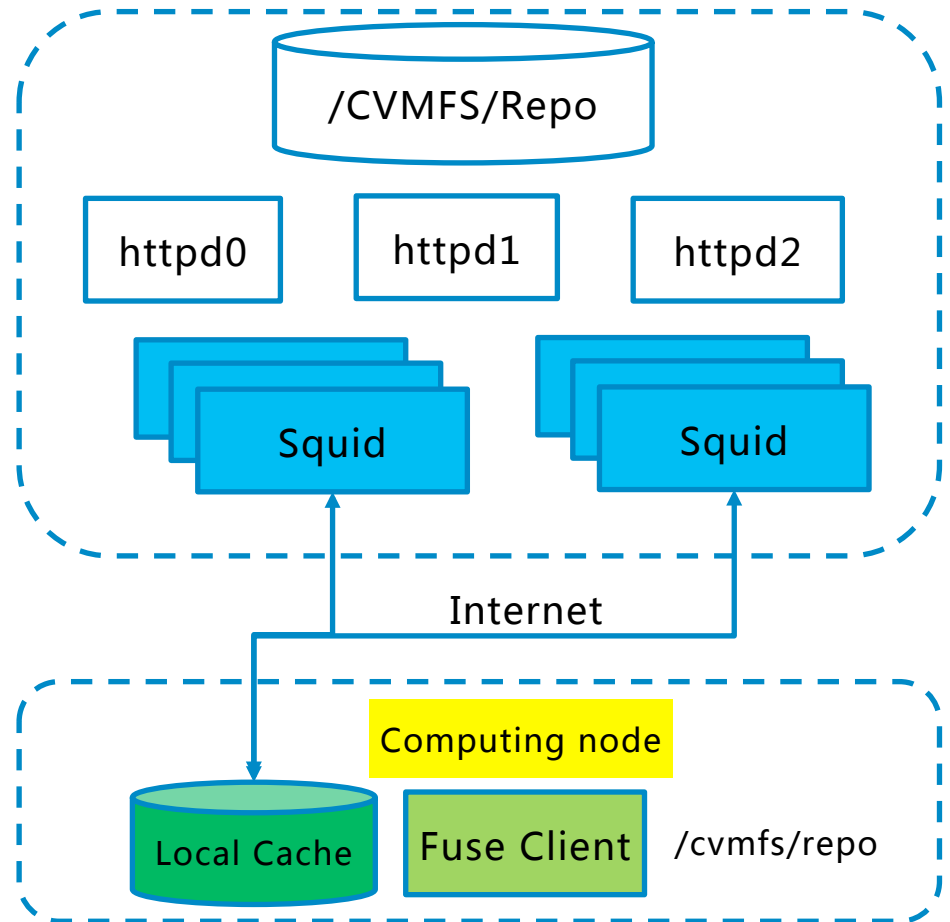 /CVMFS/Repo
httpd0
httpd1
httpd2
Squid
Squid
Internet
Computing node
Local Cache
Fuse Client
/cvmfs/repo